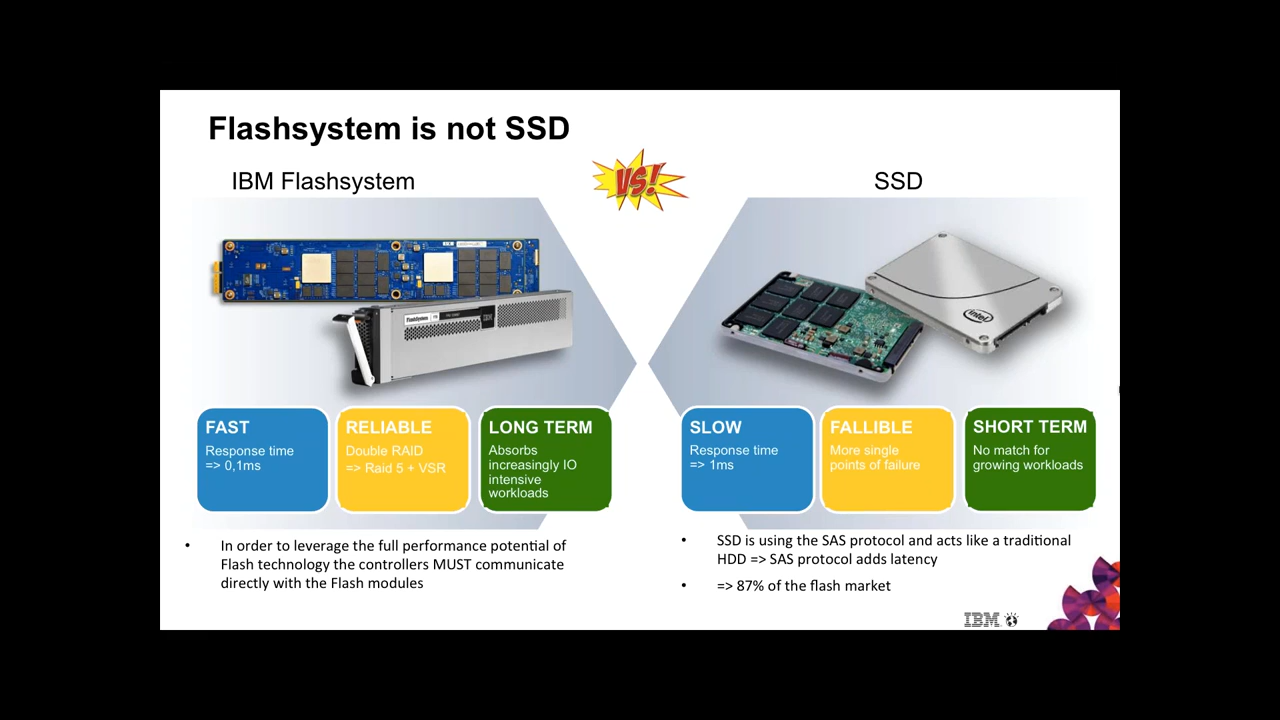 Flashsystem is not SSD
IBM Flashsystem
VS!
SSD
FlashSystem
IBM
intel
FAST
Response time
=> 0,1ms
RELIABLE
Double RAID
=> Raid 5 + VSR
LONG TERM
Absorbs
increasingly IO
intensive
workloads
SLOW
Response time
=> 1ms
FALLIBLE
More single
points of failure
SHORT TERM
No match for
growing workloads
• In order to leverage the full performance potential of
Flash technology the controllers MUST communicate
directly with the Flash modules
• SSD is using the SAS protocol and acts like a traditional
HDD => SAS protocol adds latency
• => 87% of the flash market
IBM